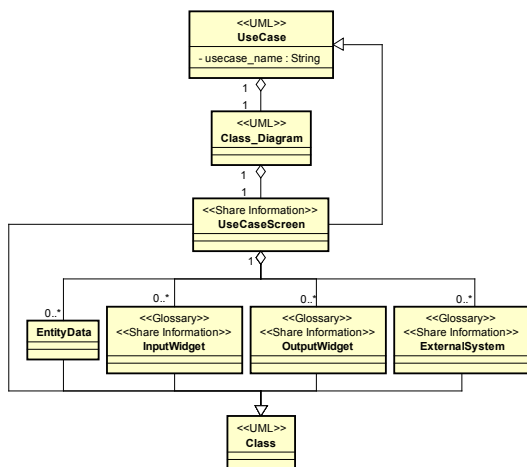 <<UML>>
UseCase
- usecase_name : String
1
1
<<UML>>
Class_Diagram
1
1
<<Share Information>>
UseCaseScreen
1
0..*
0..*
0..*
0..*
EntityData
<<Glossary>>
<<Share Information>>
InputWidget
<<Glossary>>
<<Share Information>>
OutputWidget
<<Glossary>>
<<Share Information>>
ExternalSystem
<<UML>>
Class